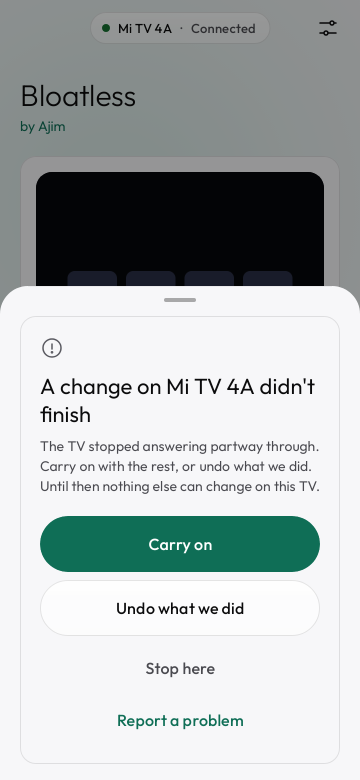 Mi TV 4A · Connected
Bloatless
by Ajim
A change on Mi TV 4A didn't
finish
The TV stopped answering partway through.
Carry on with the rest, or undo what we did.
Until then nothing else can change on this TV.
Carry on
Undo what we did
Stop here
Report a problem